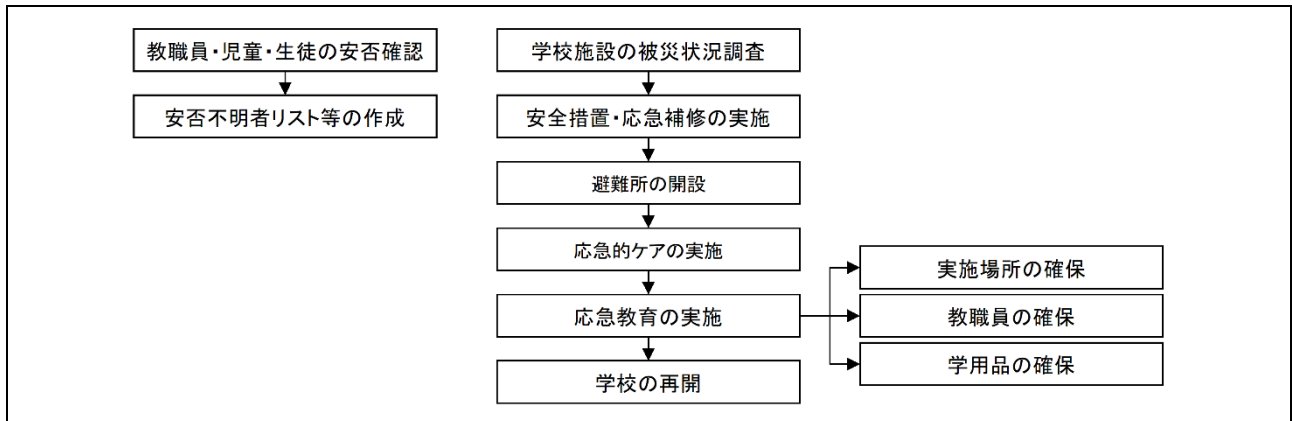 教職員・児童・生徒の安否確認
安否不明者リスト等の作成
学校施設の被災状況調査
安全措置・応急補修の実施
避難所の開設
応急的ケアの実施
応急教育の実施
学校の再開
実施場所の確保
教職員の確保
学用品の確保